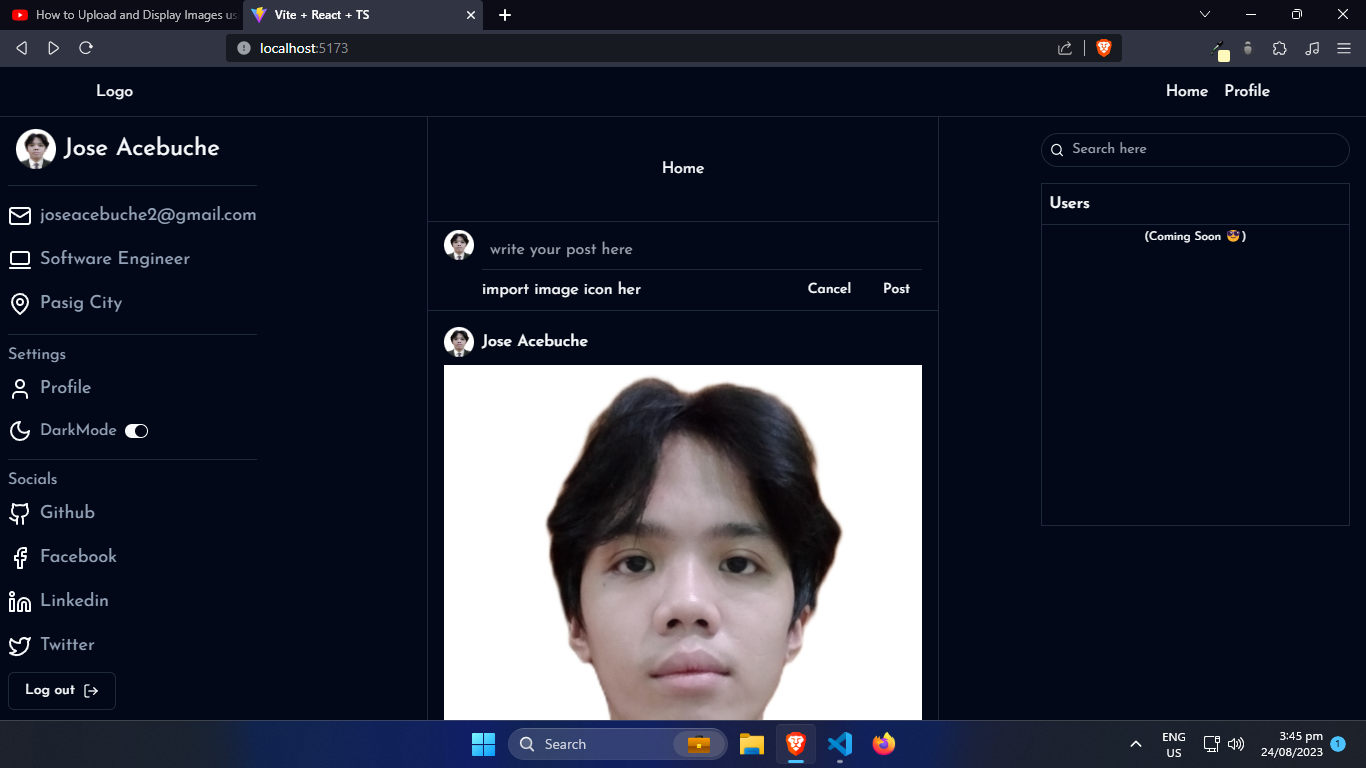 How to Upload and Display Images us
Vite + React + TS
localhost:5173
Logo
Home Profile
Jose Acebuche
joseacebuche2@gmail.com
Software Engineer
Pasig City
Settings
Profile
DarkMode
Socials
Github
Facebook
Linkedin
Twitter
Log out
Home
write your post here
import image icon her
Cancel Post
Jose Acebuche
Search here
Users
(Coming Soon 😎)
Search
ENG
US
3:45 pm
24/08/2023
1